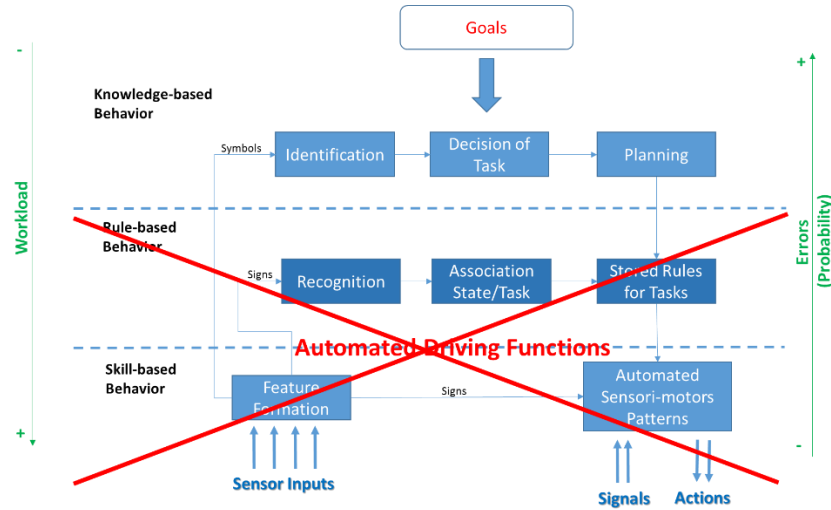 Goals
-
+
Knowledge-based
Behavior
Symbols
Identification
Decision of
Task
Planning
Workload
Errors
(Probability)
Rule-based
Behavior
Signs
Recognition
Association
State/Task
Stored Rules
for Tasks
Automated Driving Functions
Skill-based
Behavior
Feature
Formation
Signs
Automated
Sensori-motors
Patterns
+
-
Sensor Inputs
Signals
Actions